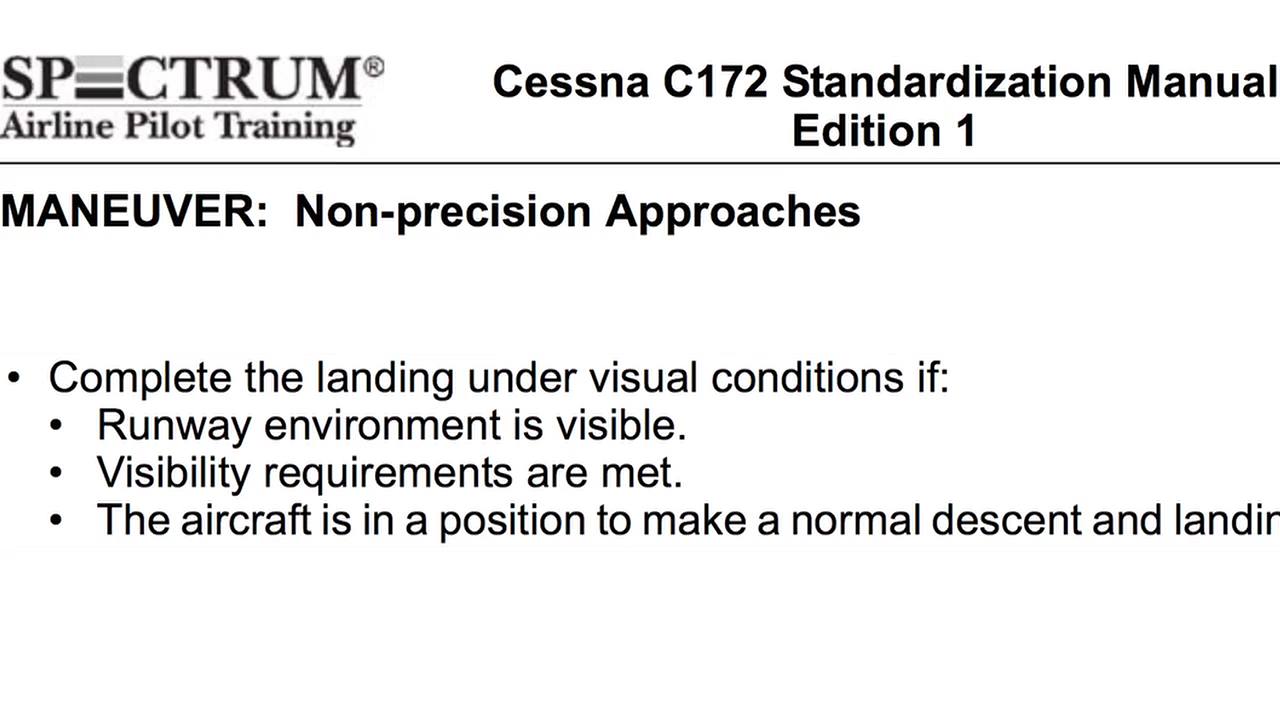 SPECTRUM®
Airline Pilot Training
Cessna C172 Standardization Manual
Edition 1
MANEUVER: Non-precision Approaches
• Complete the landing under visual conditions if:
• Runway environment is visible.
• Visibility requirements are met.
• The aircraft is in a position to make a normal descent and landin